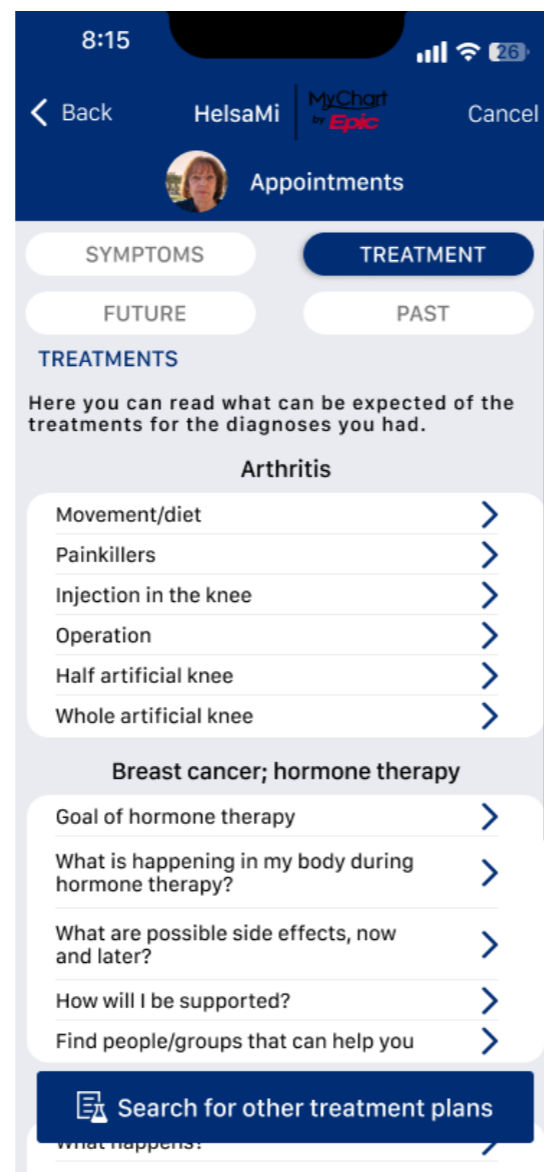 8:15
26
Back
HelsaMi
MyChart
by Epic
Cancel
Appointments
SYMPTOMS
TREATMENT
FUTURE
PAST
TREATMENTS
Here you can read what can be expected of the
treatments for the diagnoses you had.
Arthritis
Movement/diet
Painkillers
Injection in the knee
Operation
Half artificial knee
Whole artificial knee
Breast cancer; hormone therapy
Goal of hormone therapy
What is happening in my body during
hormone therapy?
What are possible side effects, now
and later?
How will I be supported?
Find people/groups that can help you
Search for other treatment plans
What happens?